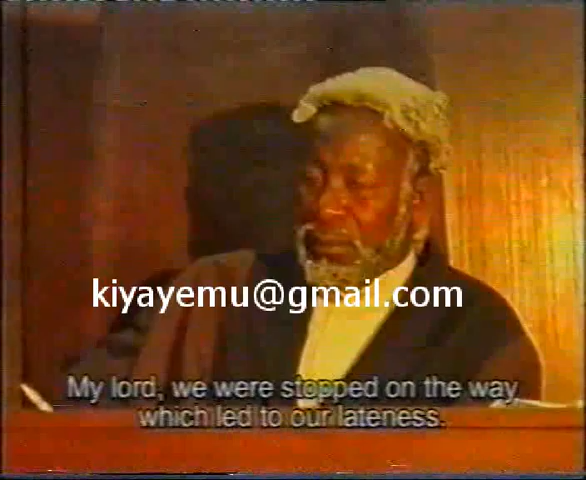 kiyayemu@gmail.com
My lord, we were stopped on the way
which led to our lateness.